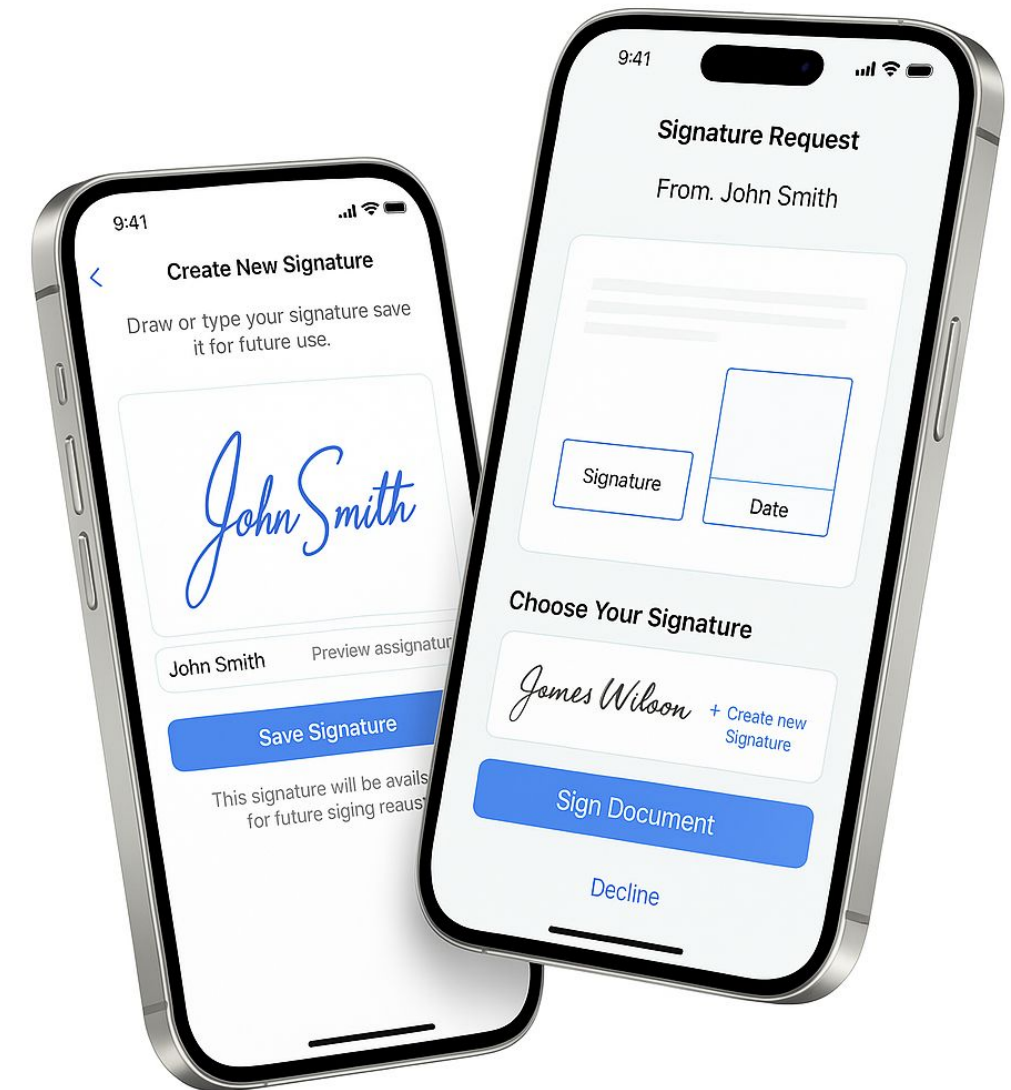 9:41
Create New Signature
Draw or type your signature save
it for future use.
John Smith
John Smith
Preview assignatur
Save Signature
This signature will be avails
for future siging reaus
9:41
Signature Request
From. John Smith
Signature
Date
Choose Your Signature
James Wiloon
+ Create new
Signature
Sign Document
Decline